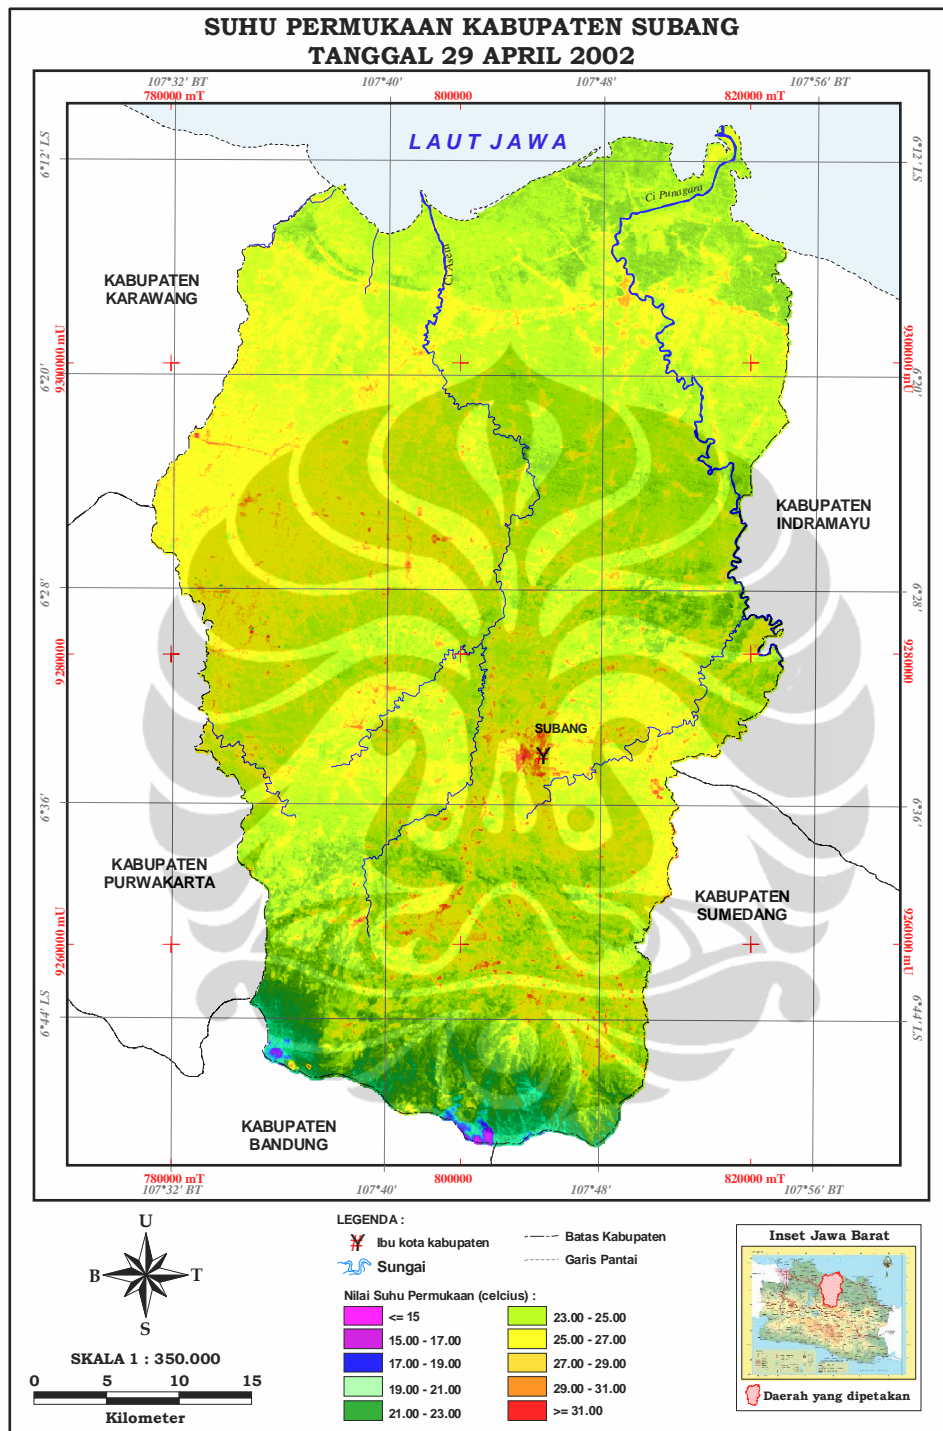 SUHU PERMUKAAN KABUPATEN SUBANG
TANGGAL 29 APRIL 2002
107°32' BT
107°40'
107°48'
107°56' BT
780000 mT
800000
820000 mT
6°12' LS
6°12' LS
LAUT JAWA
Ci Punagara
Ci Asem
KABUPATEN
KARAWANG
9300000 mU
9300000 mU
6°20'
6°20'
KABUPATEN
INDRAMAYU
6°28'
6°28'
9280000
9280000
SUBANG
6°36'
6°36'
KABUPATEN
PURWAKARTA
KABUPATEN
SUMEDANG
9260000 mU
9260000 mU
6°44' LS
6°44' LS
KABUPATEN
BANDUNG
780000 mT
800000
820000 mT
107°32' BT
107°40'
107°48'
107°56' BT
U
B
T
S
SKALA 1 : 350.000
0 5 10 15
Kilometer
LEGENDA :
Ibu kota kabupaten
Sungai
Batas Kabupaten
Garis Pantai
Nilai Suhu Permukaan (celcius) :
<= 15
15.00 - 17.00
17.00 - 19.00
19.00 - 21.00
21.00 - 23.00
23.00 - 25.00
25.00 - 27.00
27.00 - 29.00
29.00 - 31.00
>= 31.00
Inset Jawa Barat
Daerah yang dipetakan